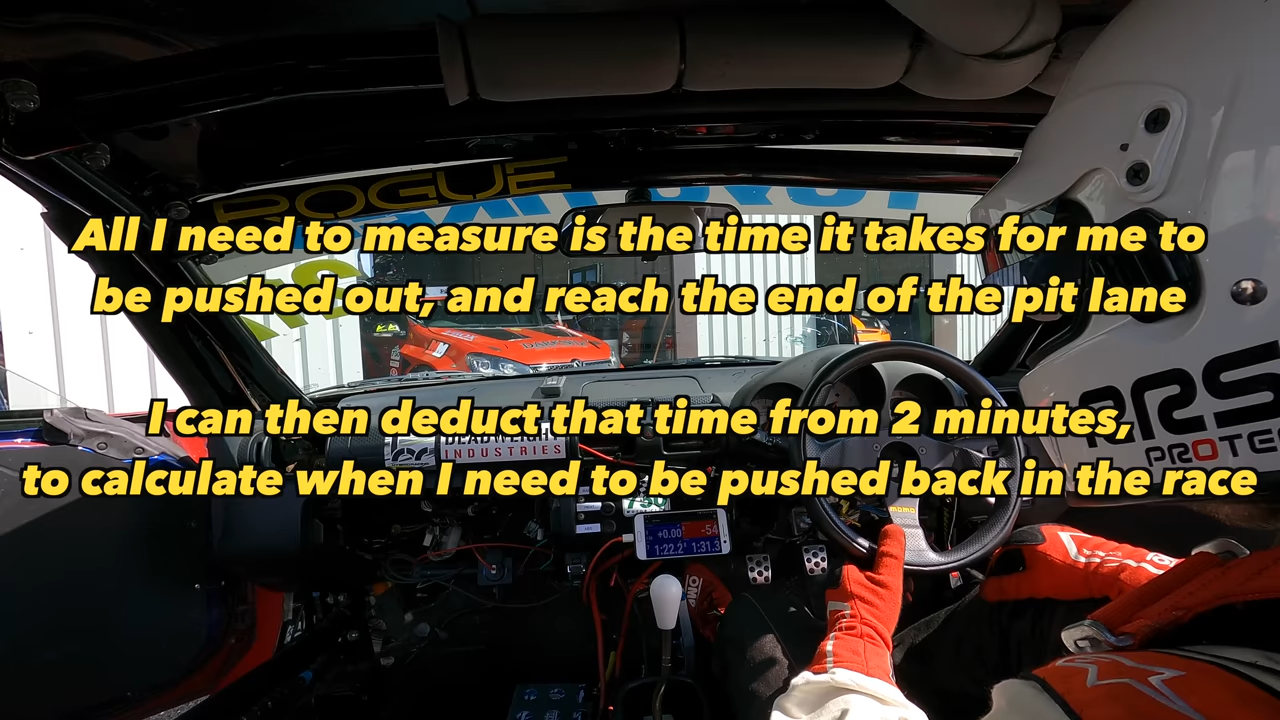 ROGUE
All I need to measure is the time it takes for me to
be pushed out, and reach the end of the pit lane
I can then deduct that time from 2 minutes,
to calculate when I need to be pushed back in the race
INDUSTRIES
RRS
PROTE
momo
+0.00 -54
1:22.2 1:31.3
OMP